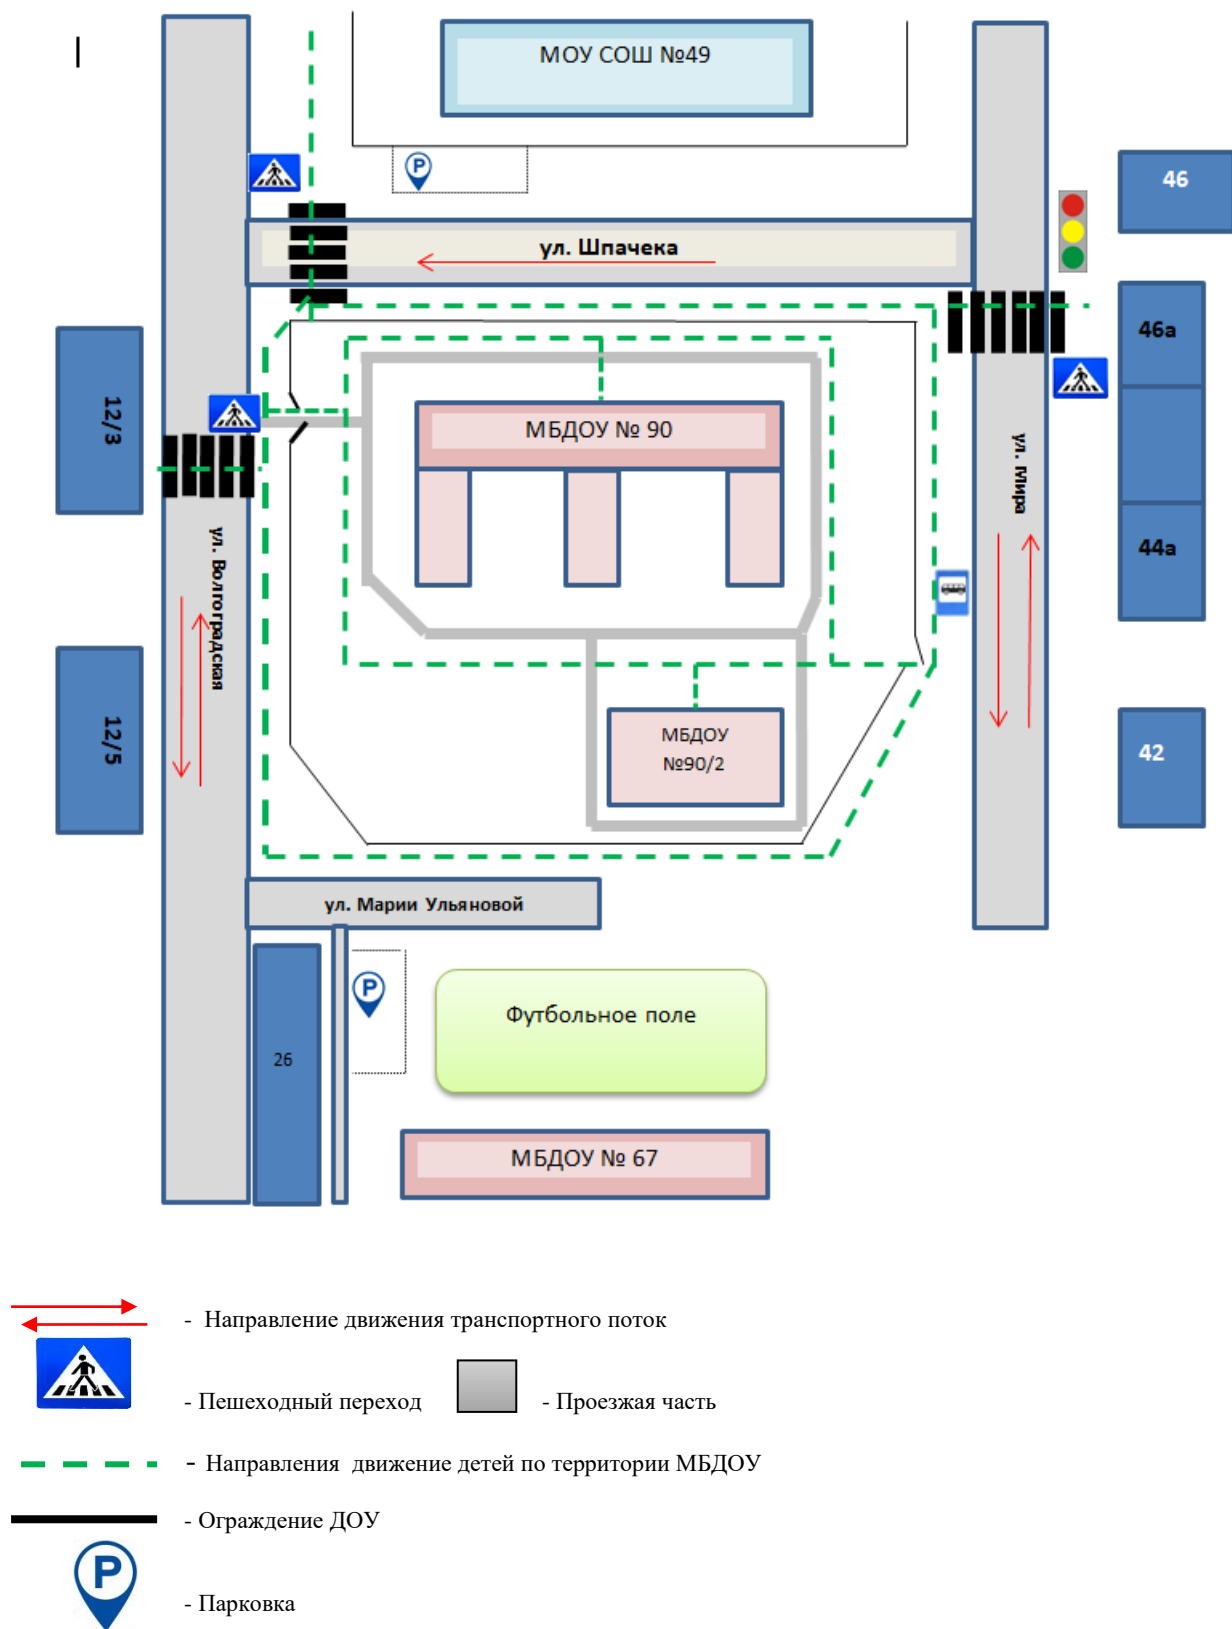 МОУ СОШ №49
P
46
ул. Шпачека
46а
12/3
МБДОУ № 90
ул. Мира
ул. Волгоградская
44а
12/5
МБДОУ
№90/2
42
ул. Марии Ульяновой
P
Футбольное поле
26
МБДОУ № 67
- Направление движения транспортного поток
- Пешеходный переход
- Проезжая часть
- Направления движение детей по территории МБДОУ
- Ограждение ДОУ
P
- Парковка